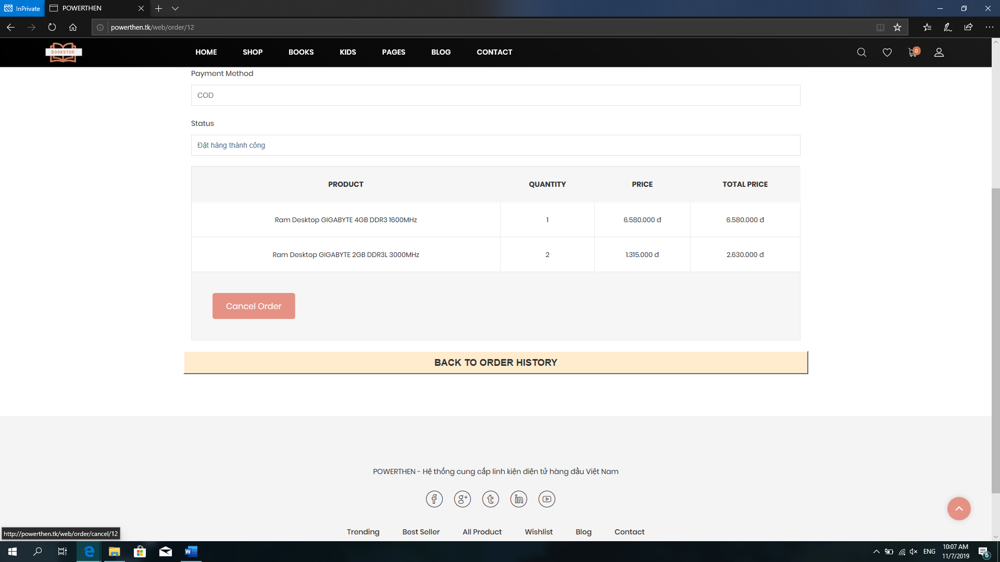 InPrivate
POWERTHEN
powerthen.tk/web/order/12
BOOKSTOR
HOME SHOP BOOKS KIDS PAGES BLOG CONTACT
0
Payment Method
COD
Status
Đặt hàng thành công
PRODUCT QUANTITY PRICE TOTAL PRICE
Ram Desktop GIGABYTE 4GB DDR3 1600MHz 1 6.580.000 đ 6.580.000 đ
Ram Desktop GIGABYTE 2GB DDR3L 3000MHz 2 1.315.000 đ 2.630.000 đ
Cancel Order
BACK TO ORDER HISTORY
POWERTHEN - Hệ thống cung cấp linh kiện điện tử hàng đầu Việt Nam
Trending Best Seller All Product Wishlist Blog Contact
http://powerthen.tk/web/order/cancel/12
ENG
10:07 AM
11/7/2019
6